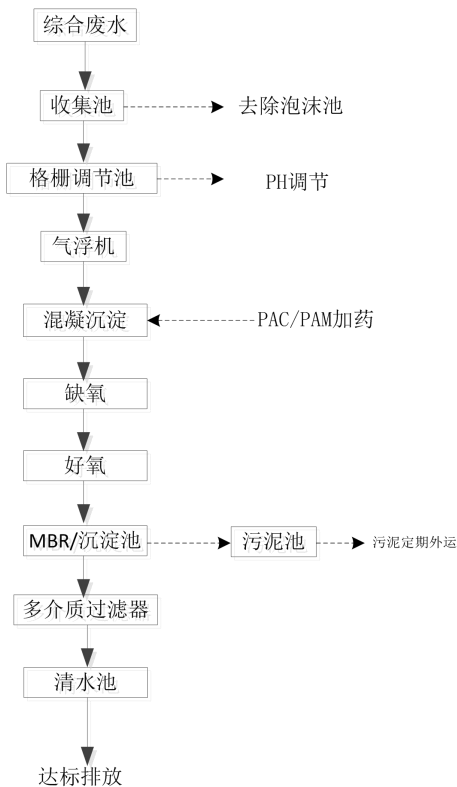 综合废水
收集池
去除泡沫池
格栅调节池
PH调节
气浮机
混凝沉淀
PAC/PAM加药
缺氧
好氧
MBR/沉淀池
污泥池
污泥定期外运
多介质过滤器
清水池
达标排放